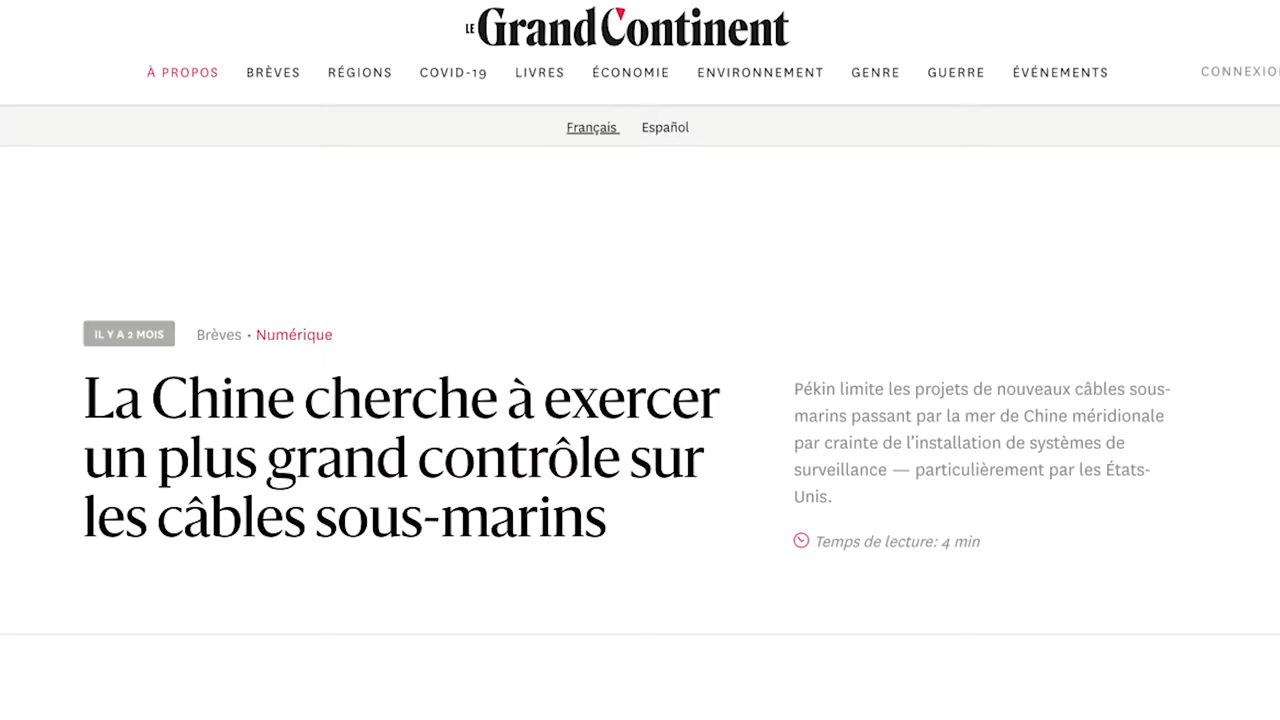 LE Grand Continent
À PROPOS BRÈVES RÉGIONS COVID-19 LIVRES ÉCONOMIE ENVIRONNEMENT GENRE GUERRE ÉVÉNEMENTS CONNEXIO
Français Español
IL Y A 2 MOIS Brèves • Numérique
La Chine cherche à exercer
un plus grand contrôle sur
les câbles sous-marins
Pékin limite les projets de nouveaux câbles sous-
marins passant par la mer de Chine méridionale
par crainte de l’installation de systèmes de
surveillance — particulièrement par les États-
Unis.
Temps de lecture: 4 min